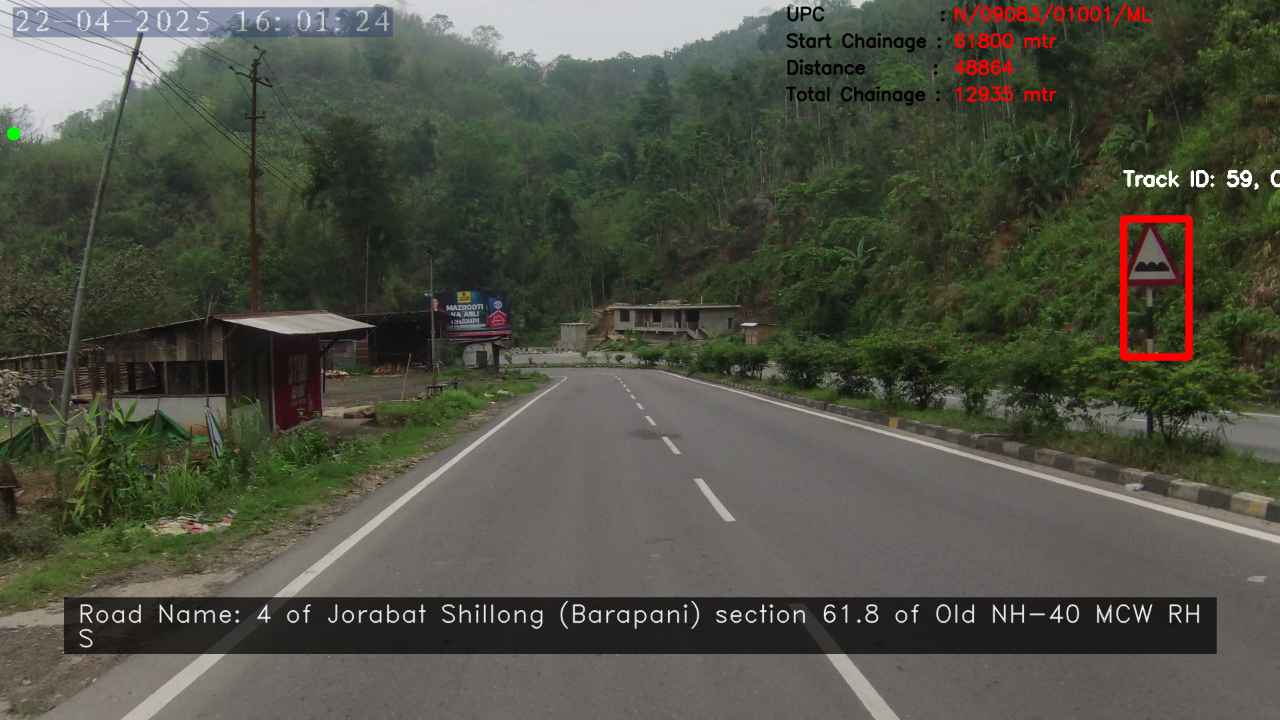 22-04-2025 16:01:24
UPC : N/09083/01001/ML
Start Chainage : 61800 mtr
Distance : 48864
Total Chainage : 12935 mtr
Track ID: 59,
MAZBOOTI
KA ASLI
Road Name: 4 of Jorabat Shillong (Barapani) section 61.8 of Old NH-40 MCW RH
S